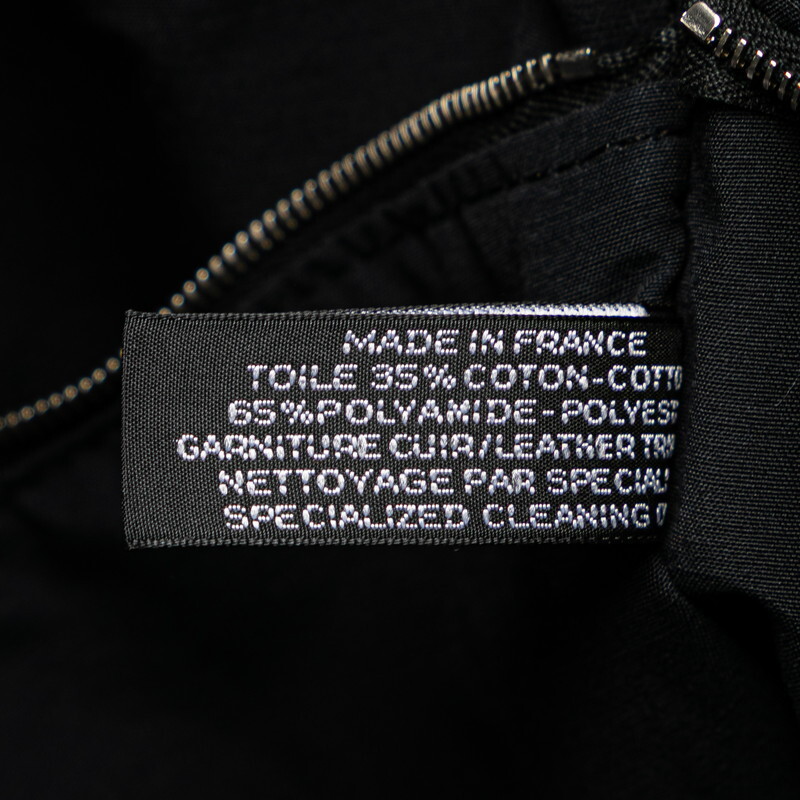 MADE IN FRANCE
TOILE 35% COTON-COTTO
65%POLYAMIDE-POLYES
GARNITURE CUIR/LEATHER TRI
NETTOYAGE PAR SPECIAL
SPECIALIZED CLEANING O